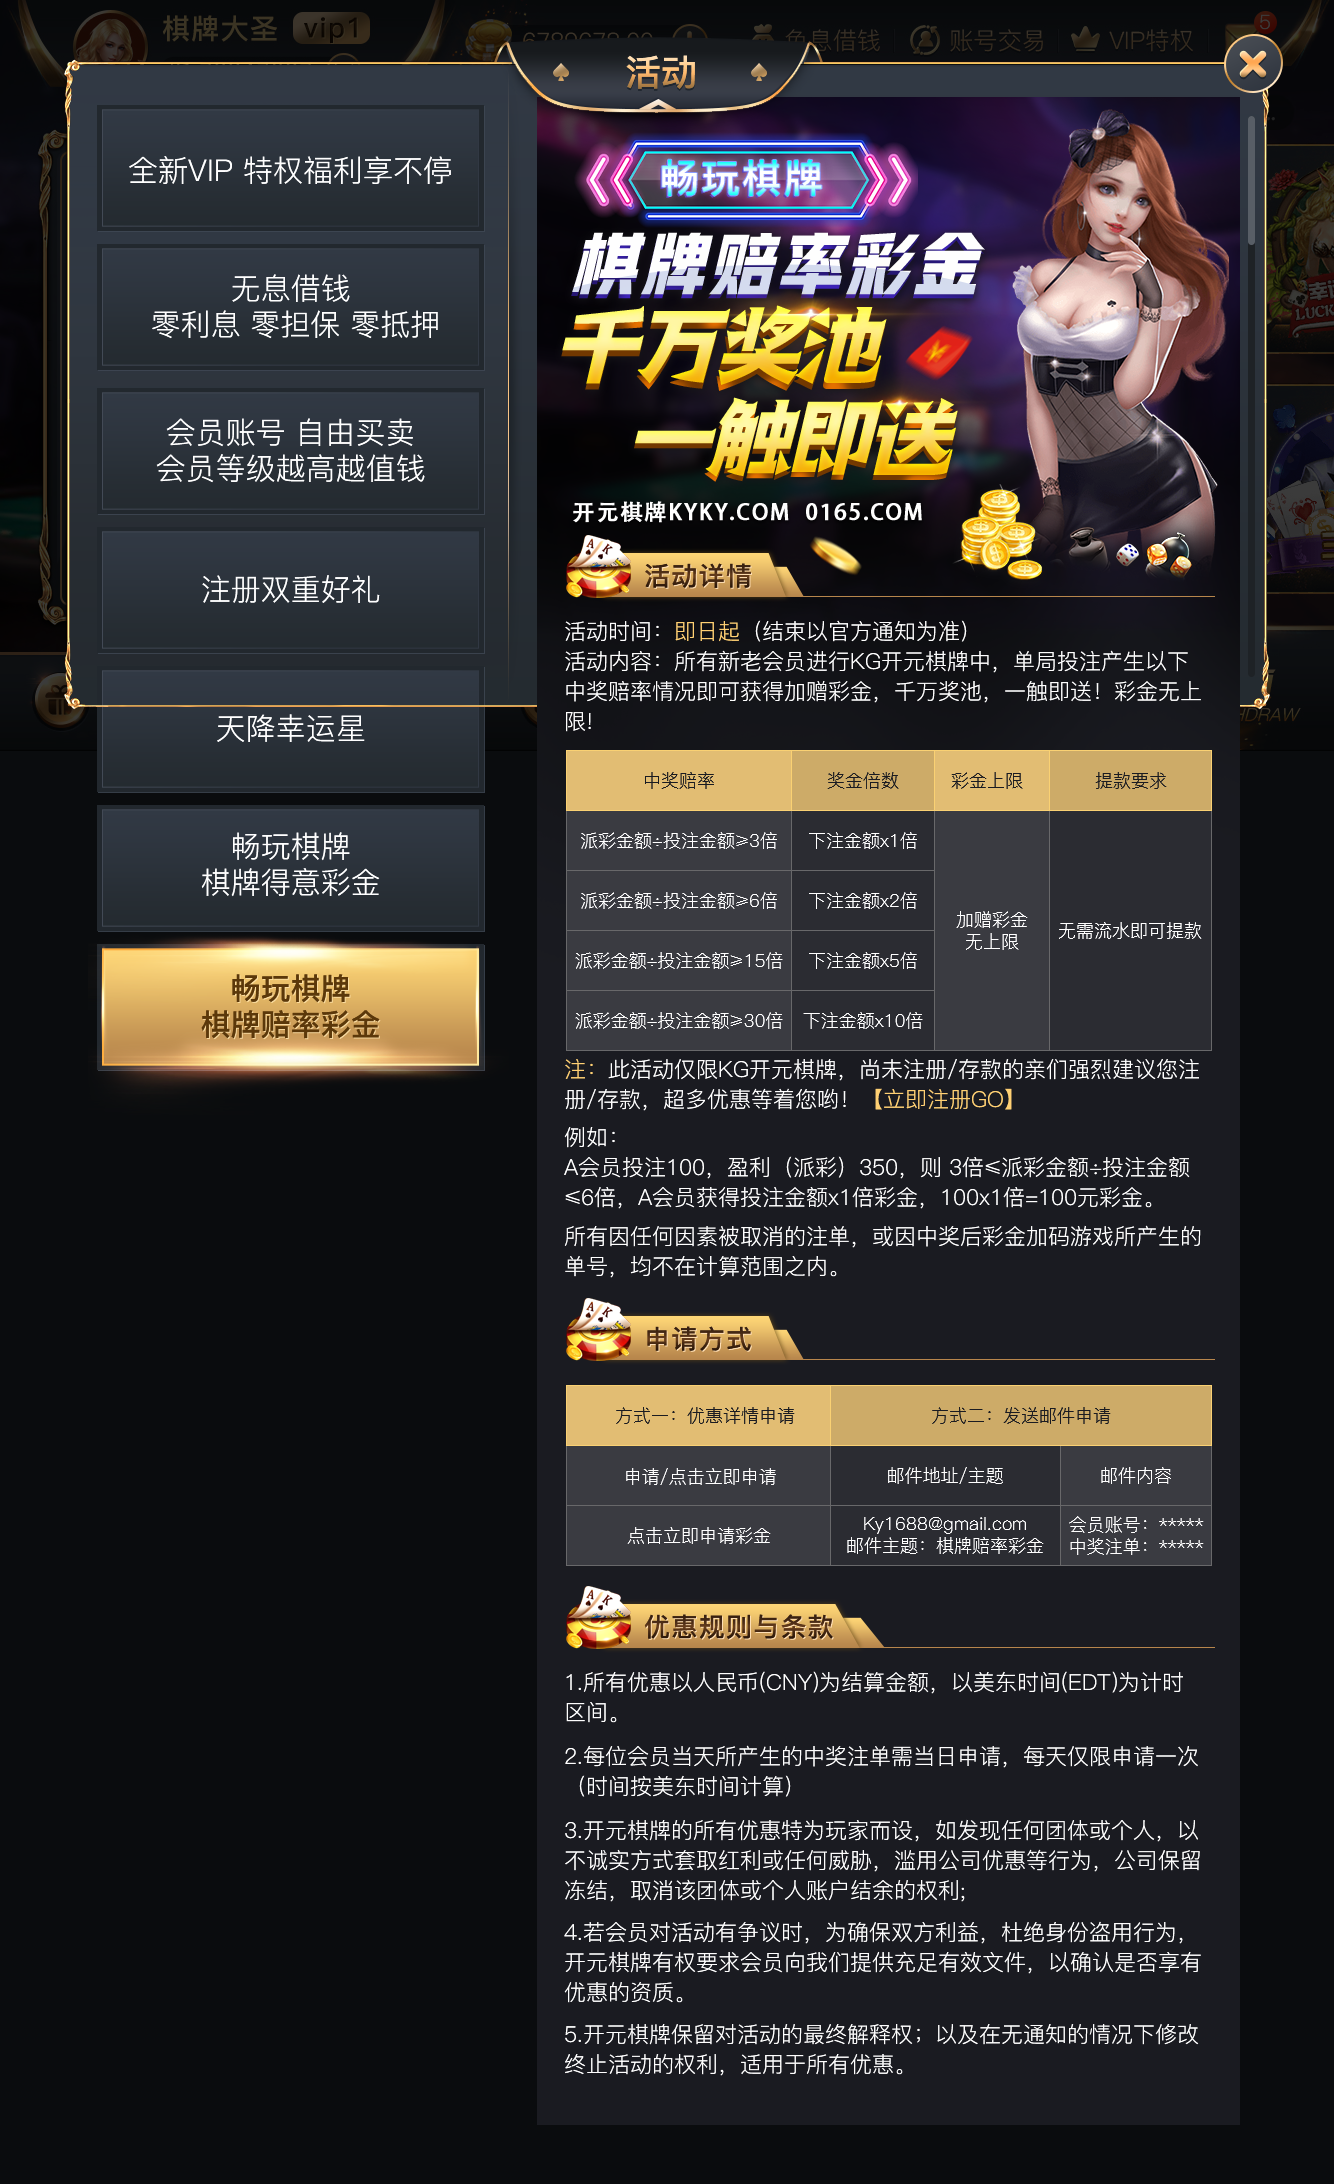 棋牌大圣 vip1
免息借钱 账号交易 VIP特权 5
活动
全新VIP 特权福利享不停
无息借钱
零利息 零担保 零抵押
会员账号 自由买卖
会员等级越高越值钱
注册双重好礼
天降幸运星
畅玩棋牌
棋牌得意彩金
畅玩棋牌
棋牌赔率彩金
畅玩棋牌
棋牌赔率彩金
千万奖池
一触即送
开元棋牌KYKY.COM 0165.COM
活动详情
活动时间：即日起（结束以官方通知为准）
活动内容：所有新老会员进行KG开元棋牌中，单局投注产生以下
中奖赔率情况即可获得加赠彩金，千万奖池，一触即送！彩金无上
限!
中奖赔率 奖金倍数 彩金上限 提款要求
派彩金额÷投注金额≥3倍 下注金额x1倍
派彩金额÷投注金额≥6倍 下注金额x2倍
加赠彩金
无上限
无需流水即可提款
派彩金额÷投注金额≥15倍 下注金额x5倍
派彩金额÷投注金额≥30倍 下注金额x10倍
注：此活动仅限KG开元棋牌，尚未注册/存款的亲们强烈建议您注
册/存款，超多优惠等着您哟！【立即注册GO】
例如：
A会员投注100，盈利（派彩）350，则 3倍≤派彩金额÷投注金额
≤6倍，A会员获得投注金额x1倍彩金，100x1倍=100元彩金。
所有因任何因素被取消的注单，或因中奖后彩金加码游戏所产生的
单号，均不在计算范围之内。
申请方式
方式一：优惠详情申请 方式二：发送邮件申请
申请/点击立即申请 邮件地址/主题 邮件内容
点击立即申请彩金
Ky1688@gmail.com
邮件主题：棋牌赔率彩金
会员账号：*****
中奖注单：*****
优惠规则与条款
1.所有优惠以人民币(CNY)为结算金额，以美东时间(EDT)为计时
区间。
2.每位会员当天所产生的中奖注单需当日申请，每天仅限申请一次
（时间按美东时间计算）
3.开元棋牌的所有优惠特为玩家而设，如发现任何团体或个人，以
不诚实方式套取红利或任何威胁，滥用公司优惠等行为，公司保留
冻结，取消该团体或个人账户结余的权利;
4.若会员对活动有争议时，为确保双方利益，杜绝身份盗用行为，
开元棋牌有权要求会员向我们提供充足有效文件，以确认是否享有
优惠的资质。
5.开元棋牌保留对活动的最终解释权；以及在无通知的情况下修改
终止活动的权利，适用于所有优惠。